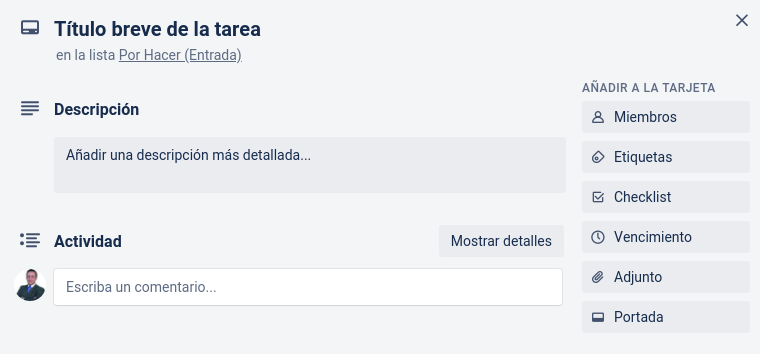 Título breve de la tarea
en la lista Por Hacer (Entrada)
Descripción
Añadir una descripción más detallada...
Actividad
Mostrar detalles
Escriba un comentario...
AÑADIR A LA TARJETA
Miembros
Etiquetas
Checklist
Vencimiento
Adjunto
Portada